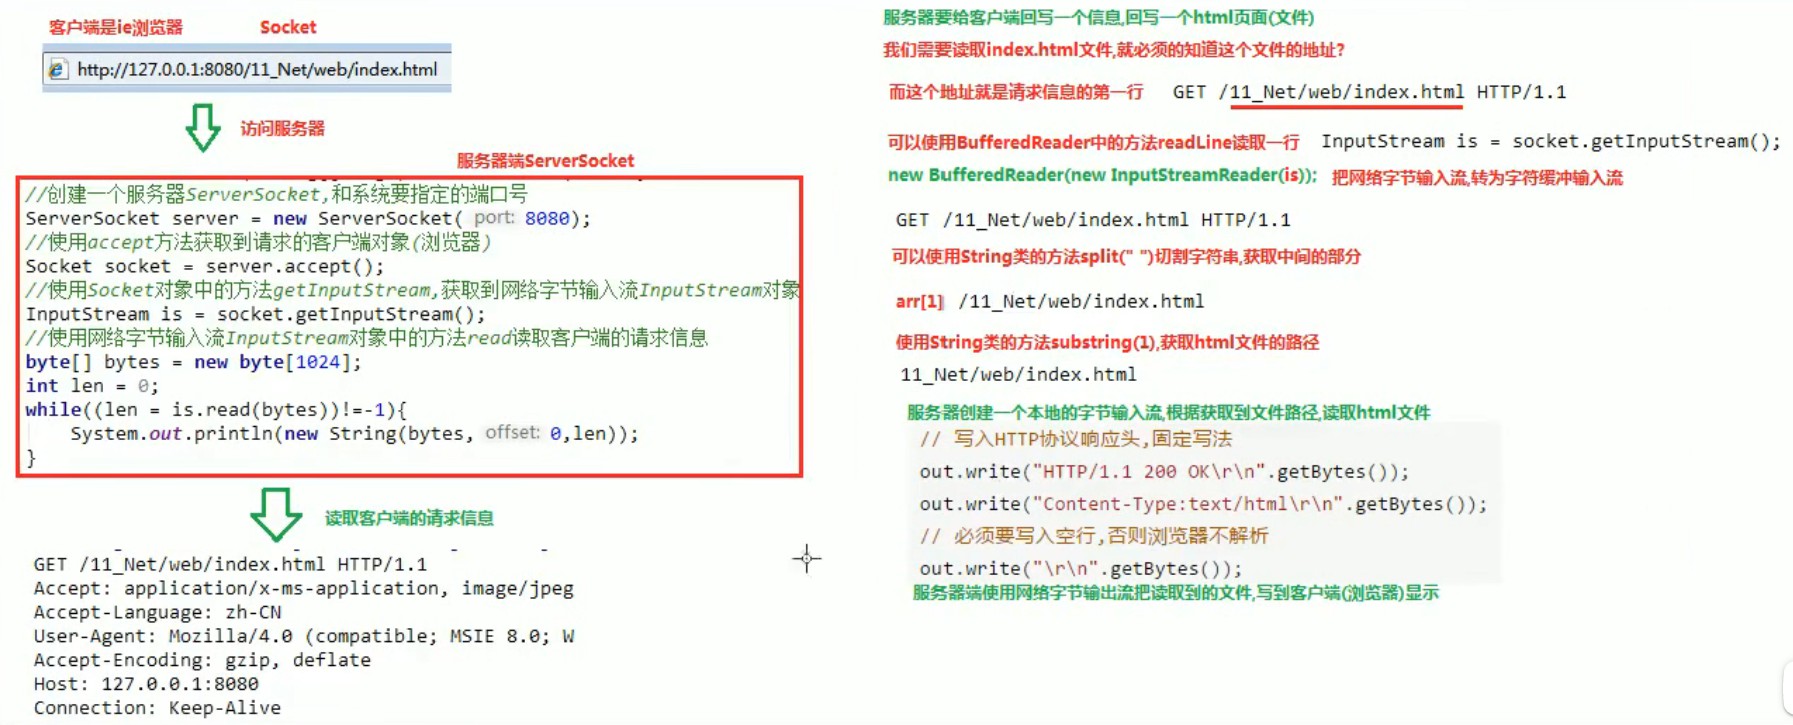 客户端是ie浏览器 Socket
http://127.0.0.1:8080/11_Net/web/index.html
访问服务器
服务器端ServerSocket
//创建一个服务器ServerSocket,和系统要指定的端口号
ServerSocket server = new ServerSocket( port: 8080);
//使用accept方法获取到请求的客户端对象(浏览器)
Socket socket = server.accept();
//使用Socket对象中的方法getInputStream,获取到网络字节输入流InputStream对象
InputStream is = socket.getInputStream();
//使用网络字节输入流InputStream对象中的方法read读取客户端的请求信息
byte[] bytes = new byte[1024];
int len = 0;
while((len = is.read(bytes))!=-1){
System.out.println(new String(bytes, offset: 0,len));
}
读取客户端的请求信息
GET /11_Net/web/index.html HTTP/1.1
Accept: application/x-ms-application, image/jpeg
Accept-Language: zh-CN
User-Agent: Mozilla/4.0 (compatible; MSIE 8.0; W
Accept-Encoding: gzip, deflate
Host: 127.0.0.1:8080
Connection: Keep-Alive
服务器要给客户端回写一个信息,回写一个html页面(文件)
我们需要读取index.html文件,就必须的知道这个文件的地址?
而这个地址就是请求信息的第一行 GET /11_Net/web/index.html HTTP/1.1
可以使用BufferedReader中的方法readLine读取一行 InputStream is = socket.getInputStream();
new BufferedReader(new InputStreamReader(is)); 把网络字节输入流,转为字符缓冲输入流
GET /11_Net/web/index.html HTTP/1.1
可以使用String类的方法split(" ")切割字符串,获取中间的部分
arr[1] /11_Net/web/index.html
使用String类的方法substring(1),获取html文件的路径
11_Net/web/index.html
服务器创建一个本地的字节输入流,根据获取到文件路径,读取html文件
// 写入HTTP协议响应头,固定写法
out.write("HTTP/1.1 200 OK\r\n".getBytes());
out.write("Content-Type:text/html\r\n".getBytes());
// 必须要写入空行,否则浏览器不解析
out.write("\r\n".getBytes());
服务器端使用网络字节输出流把读取到的文件,写到客户端(浏览器)显示